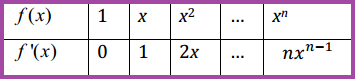 f(x) 1 x x² ... xⁿ
f'(x) 0 1 2x ... nxⁿ⁻¹